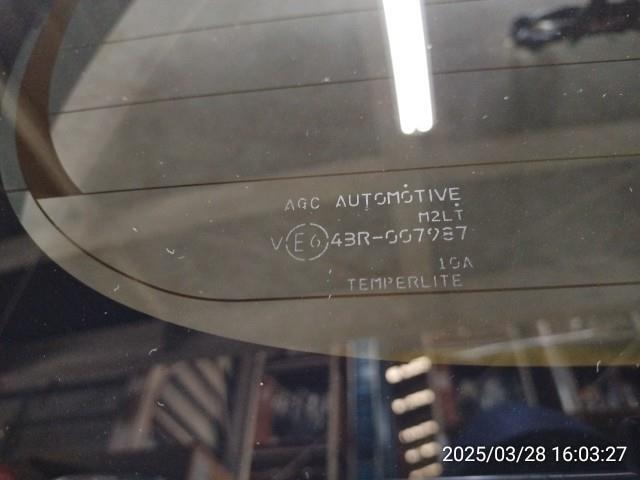 AGC AUTOMOTIVE
M2LT
V E6 43R-007987
10A
TEMPERLITE
2025/03/28 16:03:27